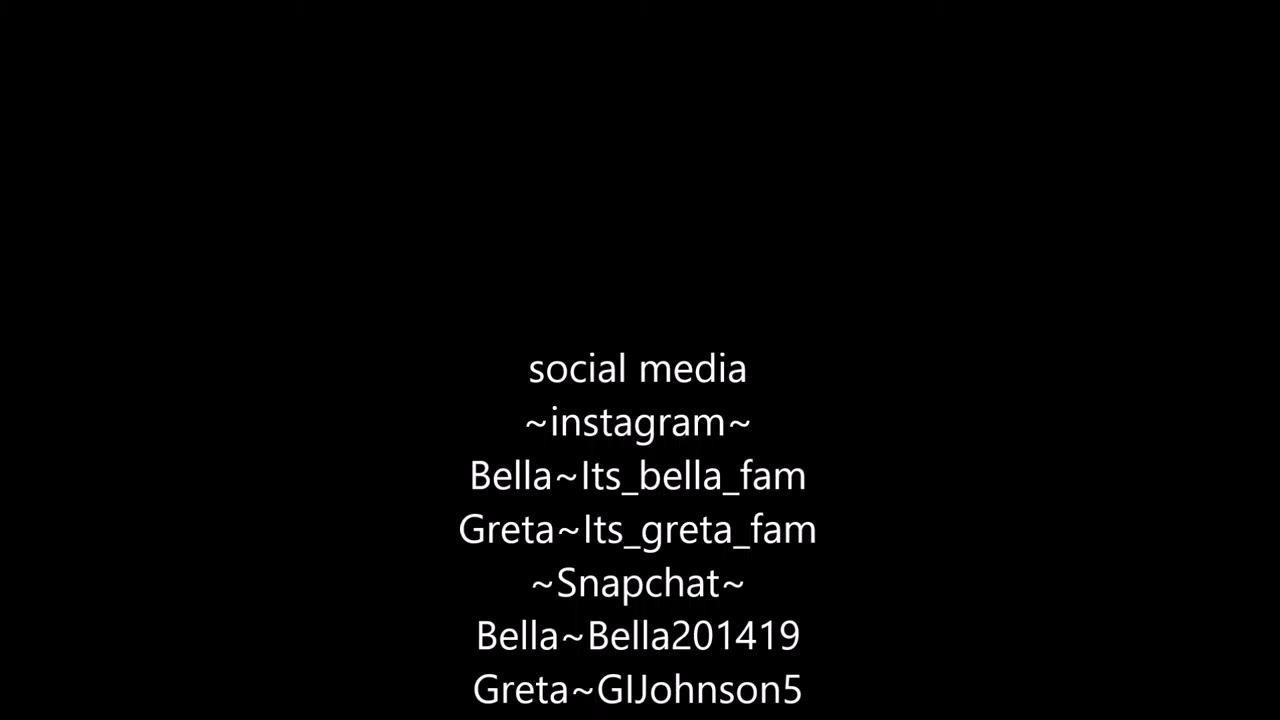 social media
~instagram~
Bella~Its_bella_fam
Greta~Its_greta_fam
~Snapchat~
Bella~Bella201419
Greta~GIJohnson5